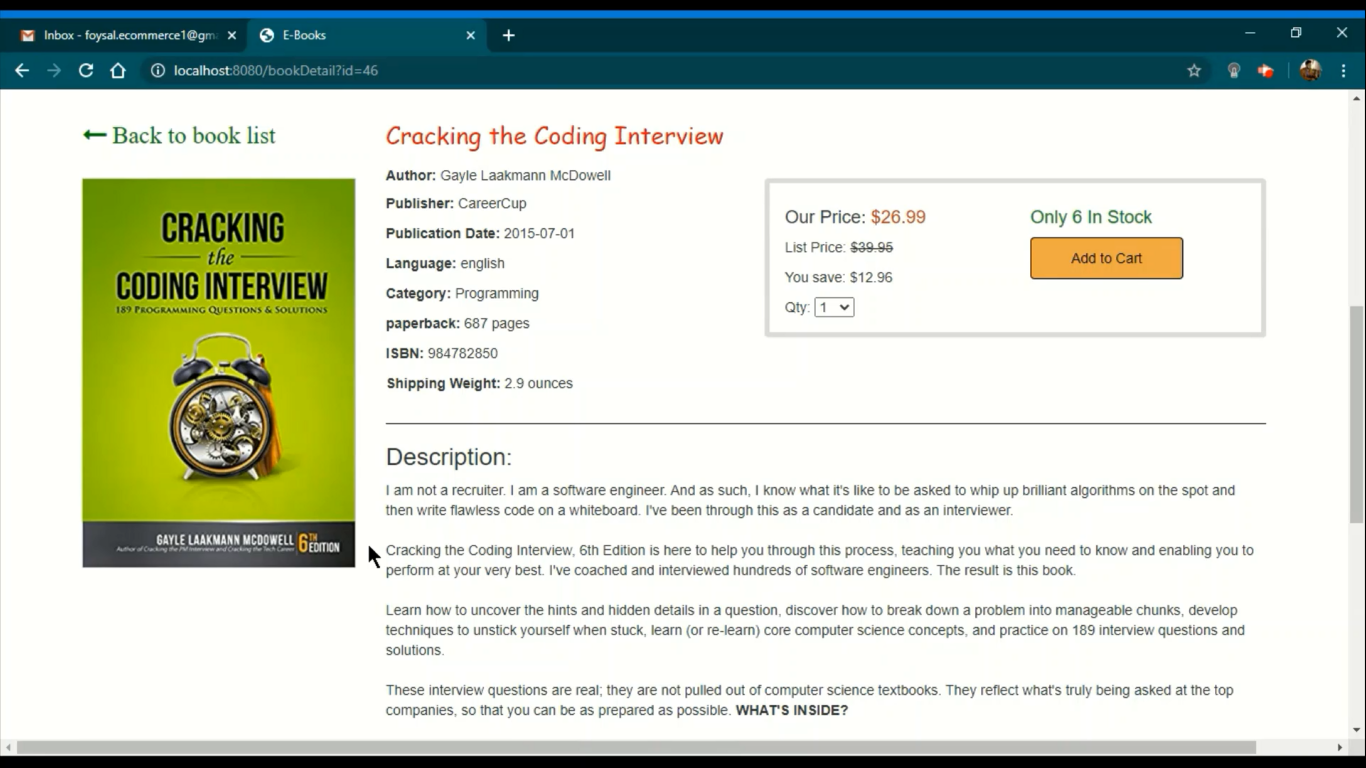 Inbox - foysal.ecommerce1@gm
E-Books
localhost:8080/bookDetail?id=46
Back to book list
CRACKING
the
CODING INTERVIEW
189 PROGRAMMING QUESTIONS & SOLUTIONS
GAYLE LAAKMANN MCDOWELL
Author of Cracking the PM Interview and Cracking the Tech Career
6TH EDITION
Cracking the Coding Interview
Author: Gayle Laakmann McDowell
Publisher: CareerCup
Publication Date: 2015-07-01
Language: english
Category: Programming
paperback: 687 pages
ISBN: 984782850
Shipping Weight: 2.9 ounces
Our Price: $26.99
List Price: $39.95
You save: $12.96
Qty: 1
Only 6 In Stock
Add to Cart
Description:
I am not a recruiter. I am a software engineer. And as such, I know what it's like to be asked to whip up brilliant algorithms on the spot and
then write flawless code on a whiteboard. I've been through this as a candidate and as an interviewer.
Cracking the Coding Interview, 6th Edition is here to help you through this process, teaching you what you need to know and enabling you to
perform at your very best. I've coached and interviewed hundreds of software engineers. The result is this book.
Learn how to uncover the hints and hidden details in a question, discover how to break down a problem into manageable chunks, develop
techniques to unstick yourself when stuck, learn (or re-learn) core computer science concepts, and practice on 189 interview questions and
solutions.
These interview questions are real; they are not pulled out of computer science textbooks. They reflect what's truly being asked at the top
companies, so that you can be as prepared as possible. WHAT'S INSIDE?